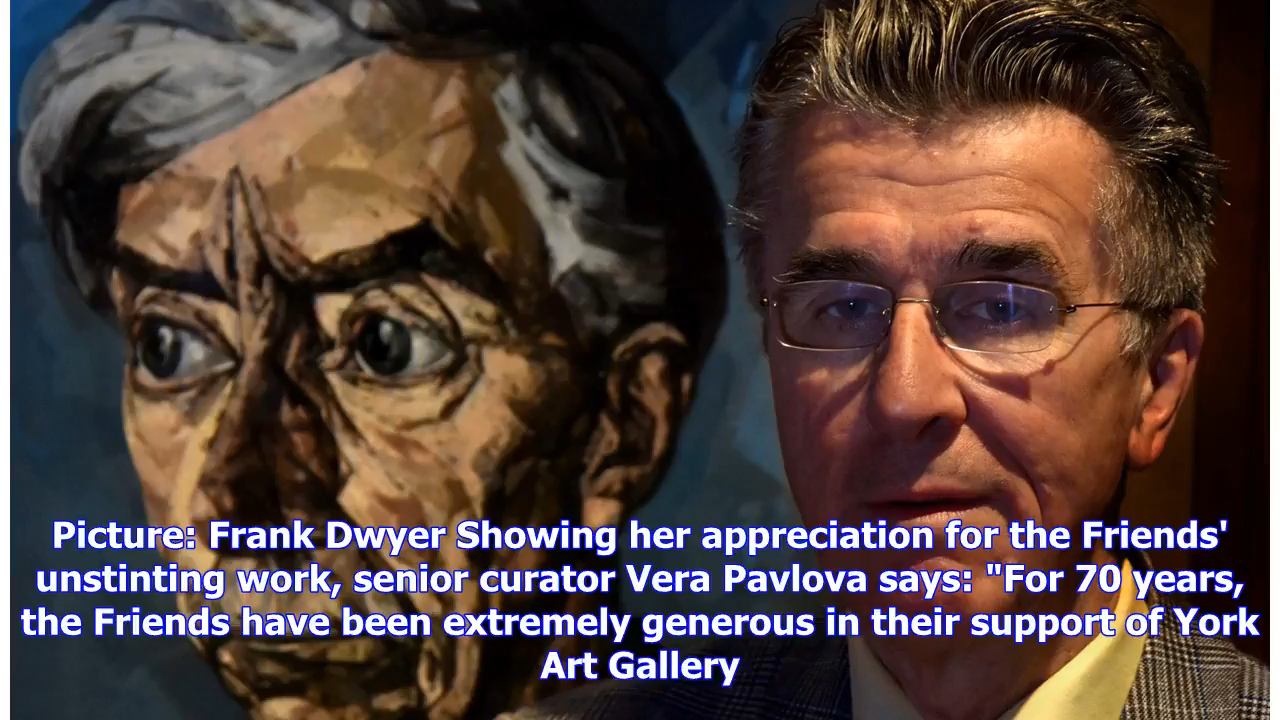 Picture: Frank Dwyer Showing her appreciation for the Friends'
unstinting work, senior curator Vera Pavlova says: "For 70 years,
the Friends have been extremely generous in their support of York
Art Gallery